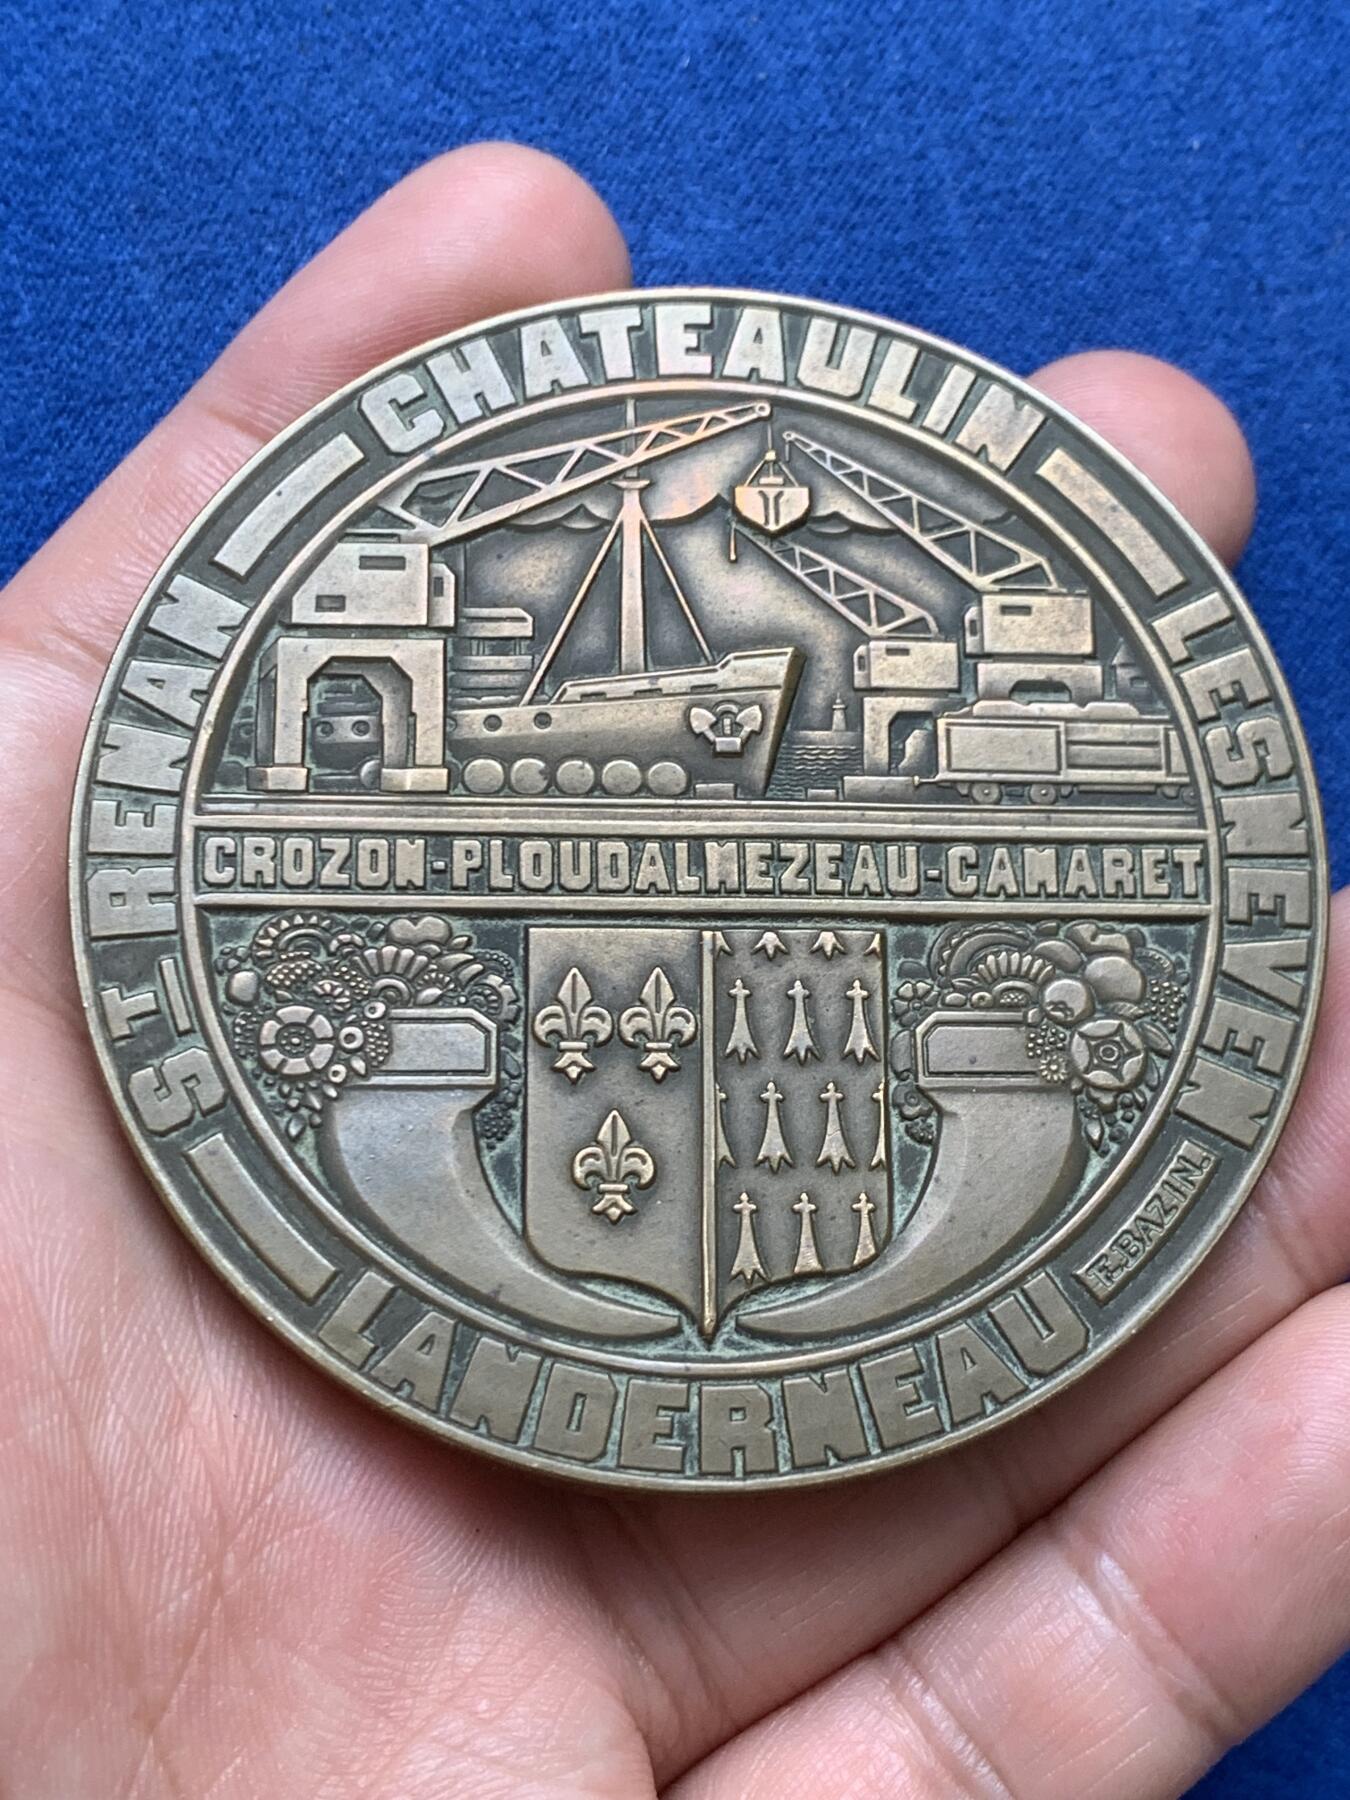 CHATEAULIN
LESNEVEN
LANDERNEAU
ST RENAN
CROZON-PLOUDALMEZEAU-CAMARET
F.BAZIN.